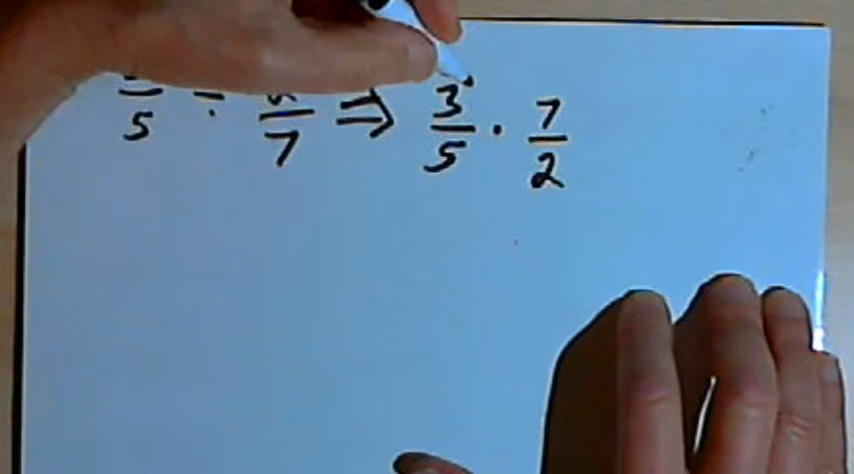 /5 ÷ /7 ⇒ 3/5 · 7/2